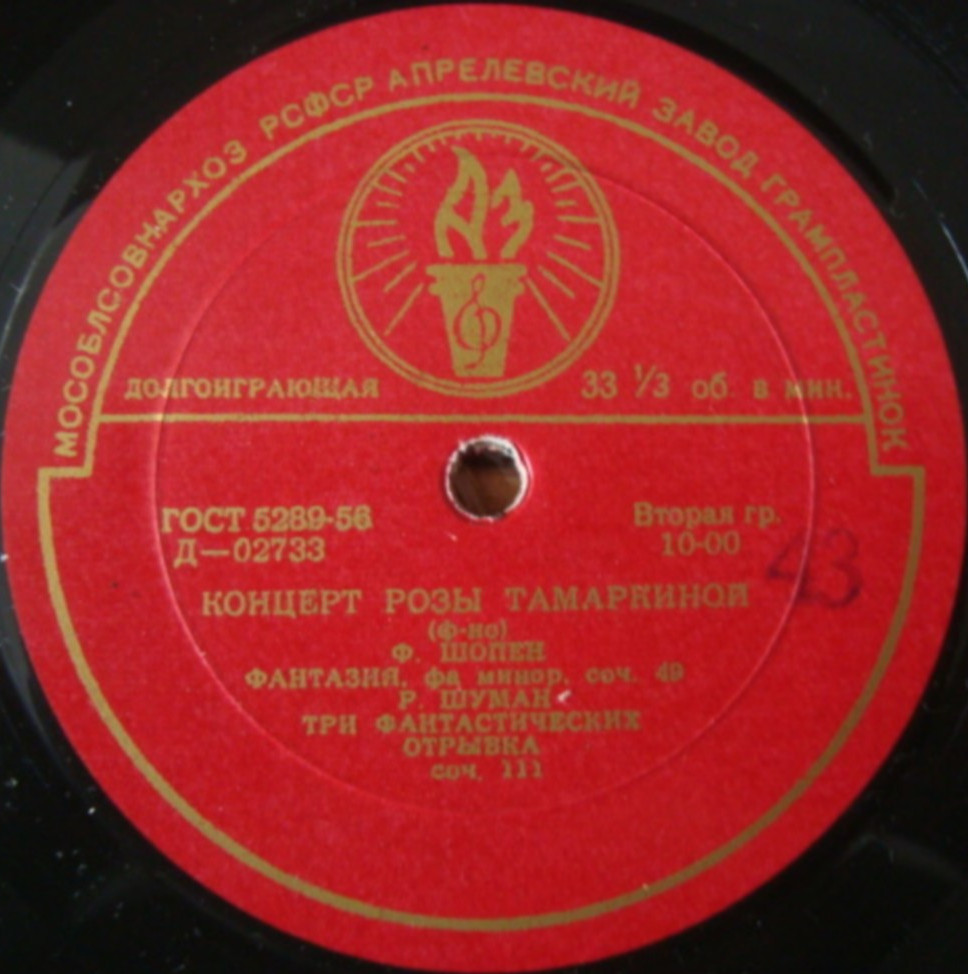 МОСОБЛСОВНАРХОЗ РСФСР АПРЕЛЕВСКИЙ ЗАВОД ГРАМПЛАСТИНОК
АЗ
ДОЛГОИГРАЮЩАЯ 33 ⅓ об. в мин.
ГОСТ 5289-56 Вторая гр.
Д—02733 10-00
43
КОНЦЕРТ РОЗЫ ТАМАРКИНОЙ
(ф-но)
Ф. ШОПЕН
ФАНТАЗИЯ, фа минор, соч. 49
Р. ШУМАН
ТРИ ФАНТАСТИЧЕСКИХ
ОТРЫВКА
соч. 111